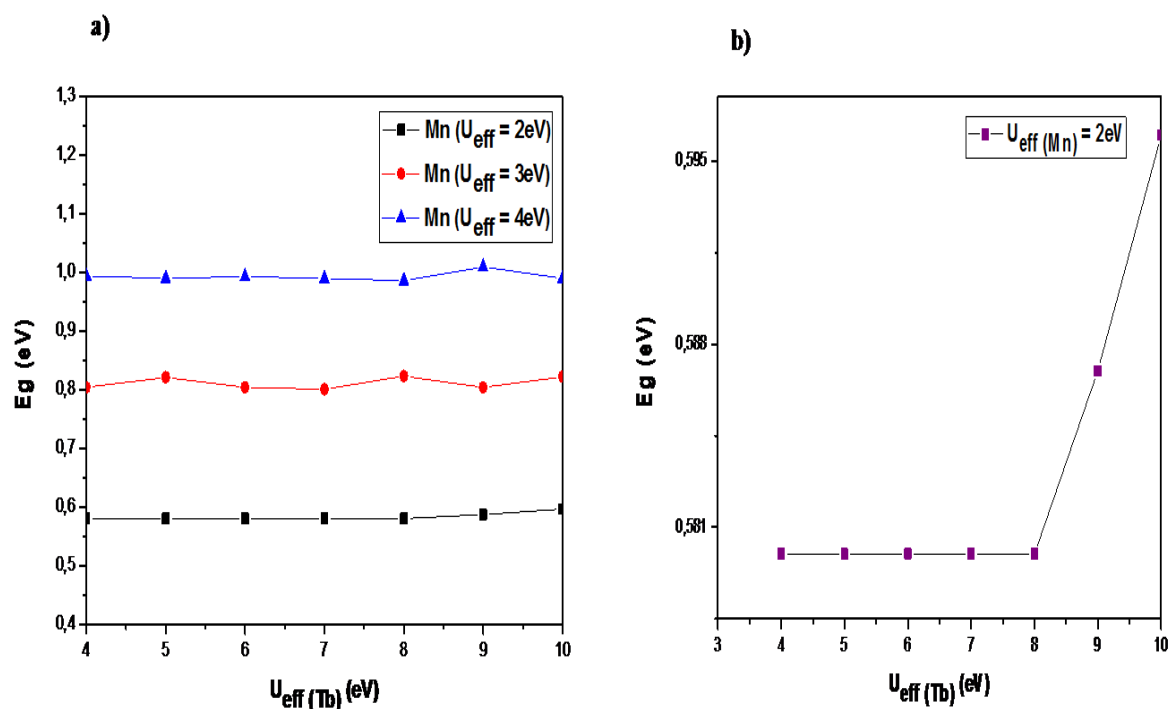 a)
1,3
1,2
1,1
1,0
0,9
0,8
0,7
0,6
0,5
0,4
Eg (eV)
Mn (Ueff = 2eV)
Mn (Ueff = 3eV)
Mn (Ueff = 4eV)
4 5 6 7 8 9 10
Ueff (Tb) (eV)
b)
0,595
0,588
0,581
Eg (eV)
Ueff (Mn) = 2eV
3 4 5 6 7 8 9 10
Ueff (Tb) (eV)